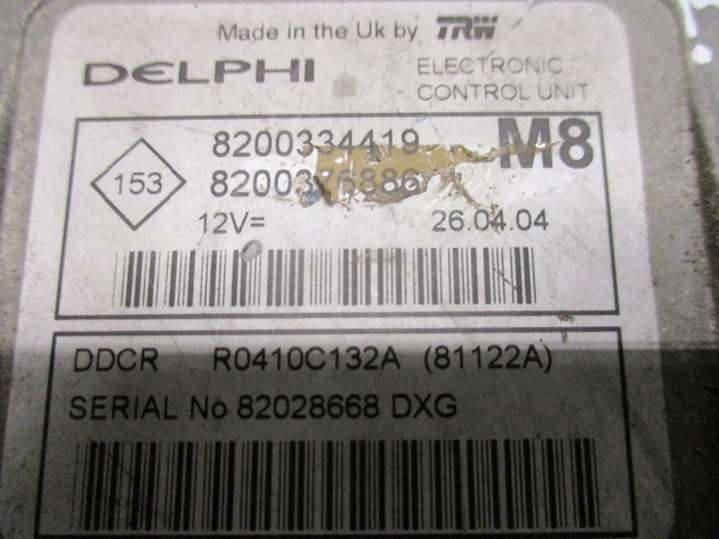 Made in the Uk by TRW
DELPHI
ELECTRONIC
CONTROL UNIT
8200334419
M8
153
8200376886
12V=
26.04.04
DDCR R0410C132A (81122A)
SERIAL No 82028668 DXG